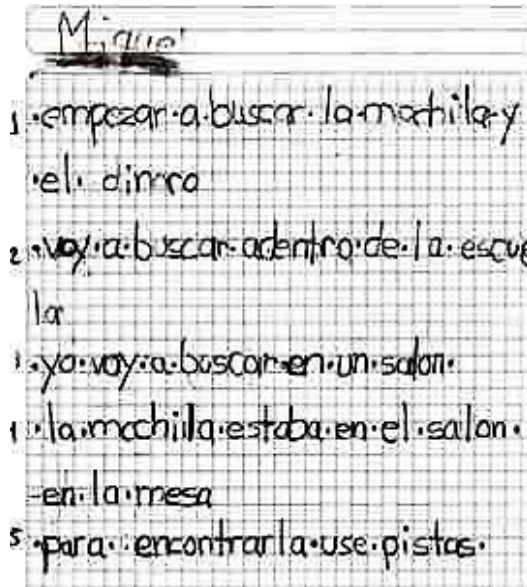 Miguel
1.empezar.a.buscar.la.mochila.y
.el.dinero
2.voy.a.buscar.adentro.de.la.escue
la
3.yo.voy.a.buscar.en.un.salon.
4.la.mochila.estaba.en.el.salon.
-en.la.mesa
5.para.encontrarla.use.pistas.